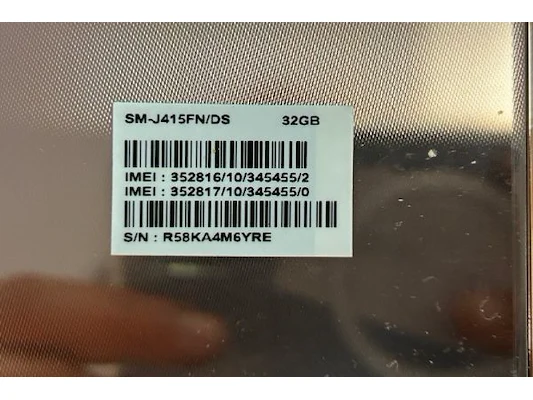 SM-J415FN/DS 32GB
IMEI : 352816/10/345455/2
IMEI : 352817/10/345455/0
S/N : R58KA4M6YRE